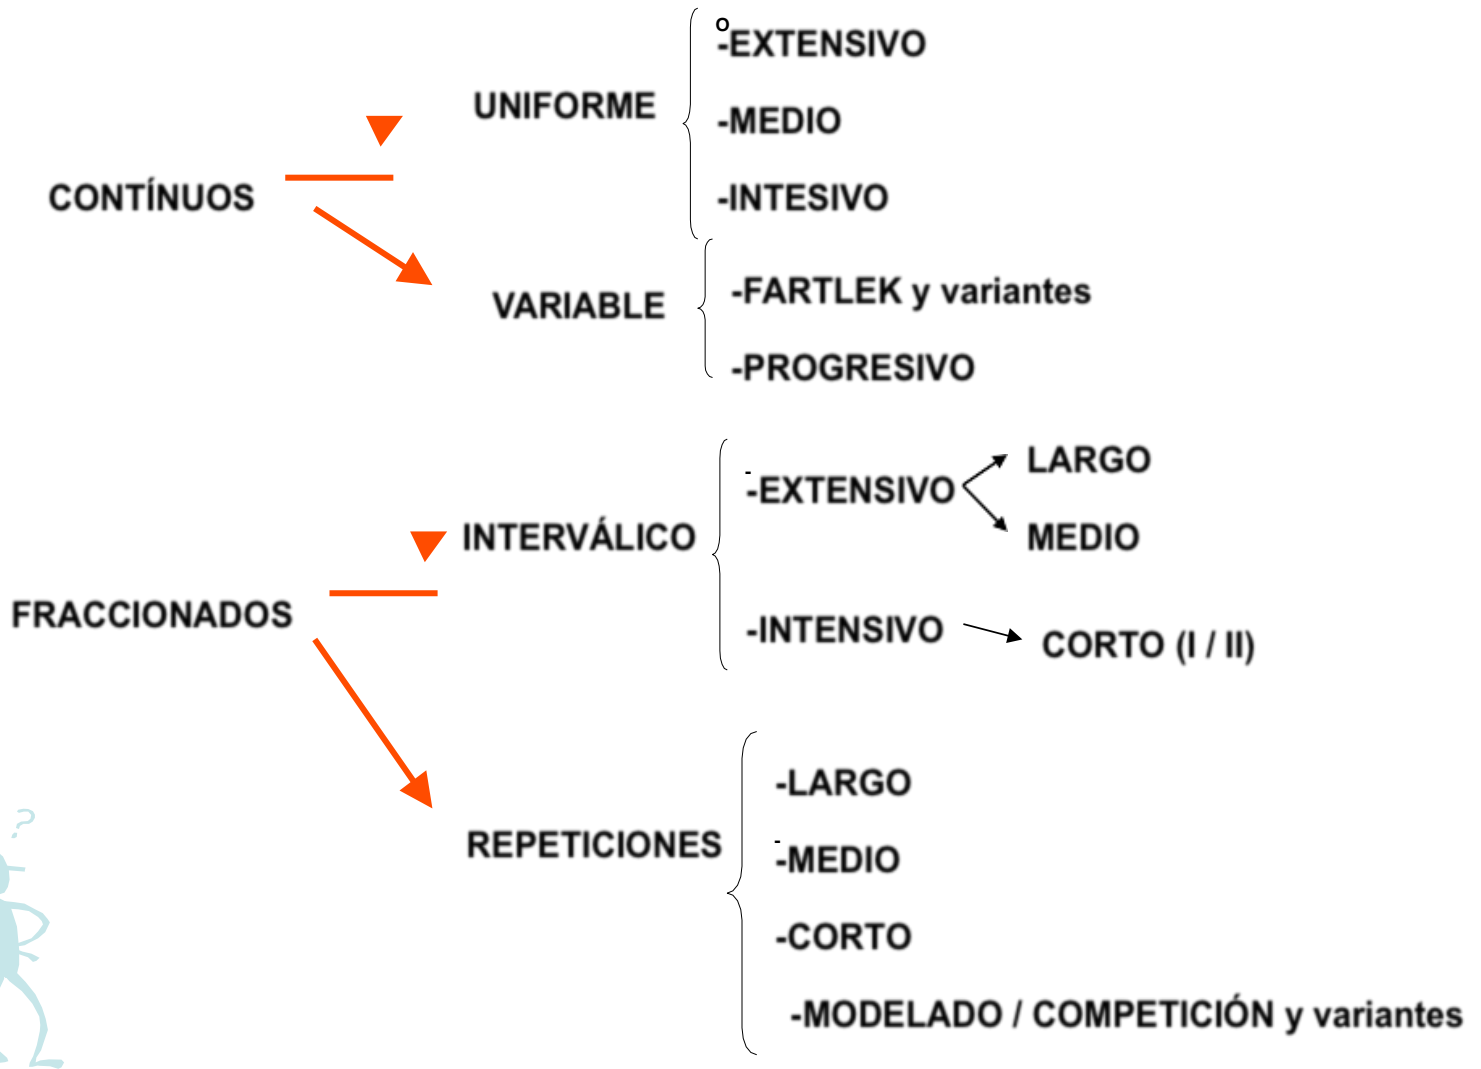 CONTÍNUOS
UNIFORME
o
-EXTENSIVO
-MEDIO
-INTESIVO
VARIABLE
-FARTLEK y variantes
-PROGRESIVO
FRACCIONADOS
INTERVÁLICO
-
-EXTENSIVO
LARGO
MEDIO
-INTENSIVO
CORTO (I / II)
REPETICIONES
-LARGO
-
-MEDIO
-CORTO
-MODELADO / COMPETICIÓN y variantes
?